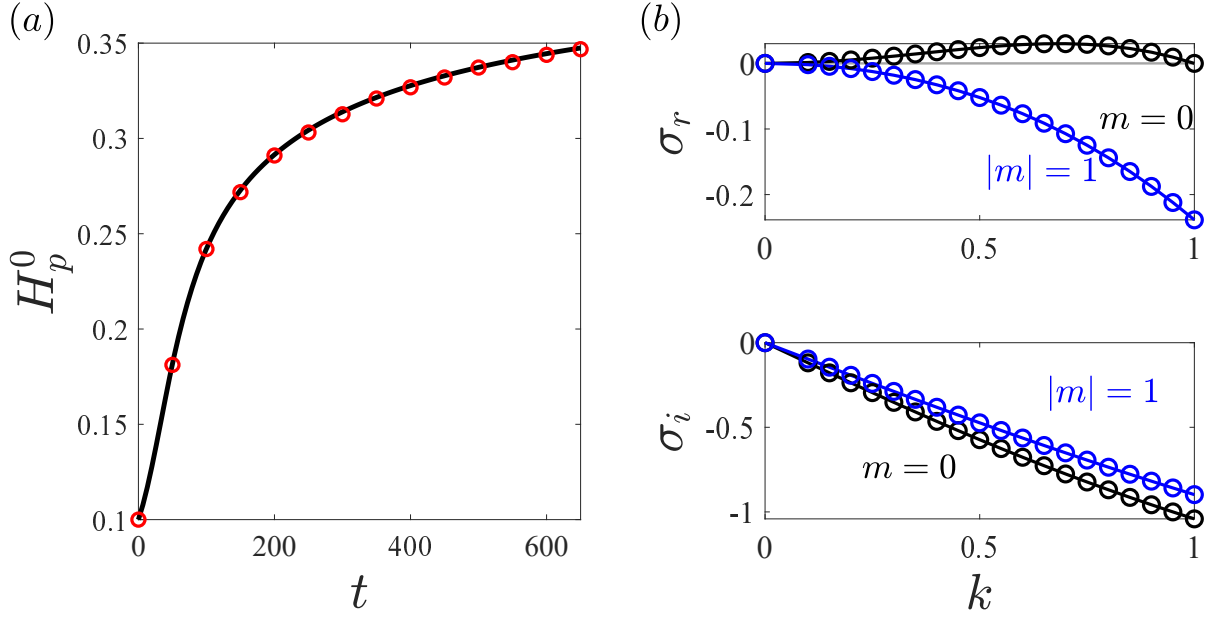 (a)
0.35
0.3
0.25
0.2
0.15
0.1
H_p^0
0 200 400 600
t
(b)
0
-0.1
-0.2
σ_r
m = 0
|m| = 1
0 0.5 1
0
-0.5
-1
σ_i
|m| = 1
m = 0
0 0.5 1
k